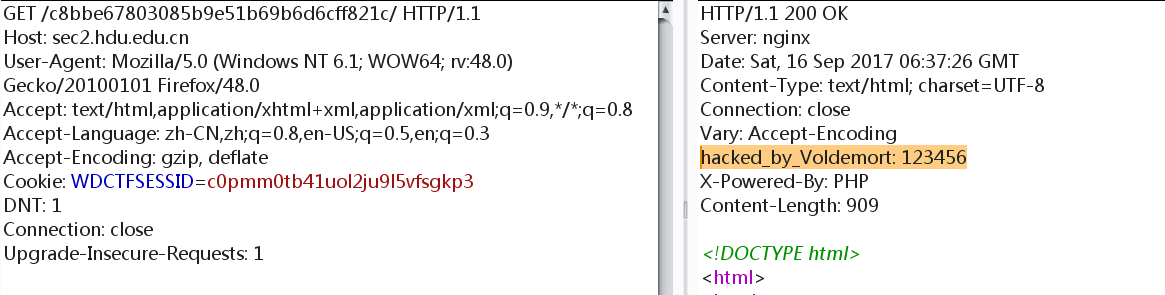 GET /c8bbe67803085b9e51b69b6d6cff821c/ HTTP/1.1
Host: sec2.hdu.edu.cn
User-Agent: Mozilla/5.0 (Windows NT 6.1; WOW64; rv:48.0)
Gecko/20100101 Firefox/48.0
Accept: text/html,application/xhtml+xml,application/xml;q=0.9,*/*;q=0.8
Accept-Language: zh-CN,zh;q=0.8,en-US;q=0.5,en;q=0.3
Accept-Encoding: gzip, deflate
Cookie: WDCTFSESSID=c0pmm0tb41uol2ju9l5vfsgkp3
DNT: 1
Connection: close
Upgrade-Insecure-Requests: 1
HTTP/1.1 200 OK
Server: nginx
Date: Sat, 16 Sep 2017 06:37:26 GMT
Content-Type: text/html; charset=UTF-8
Connection: close
Vary: Accept-Encoding
hacked_by_Voldemort: 123456
X-Powered-By: PHP
Content-Length: 909
<!DOCTYPE html>
<html>